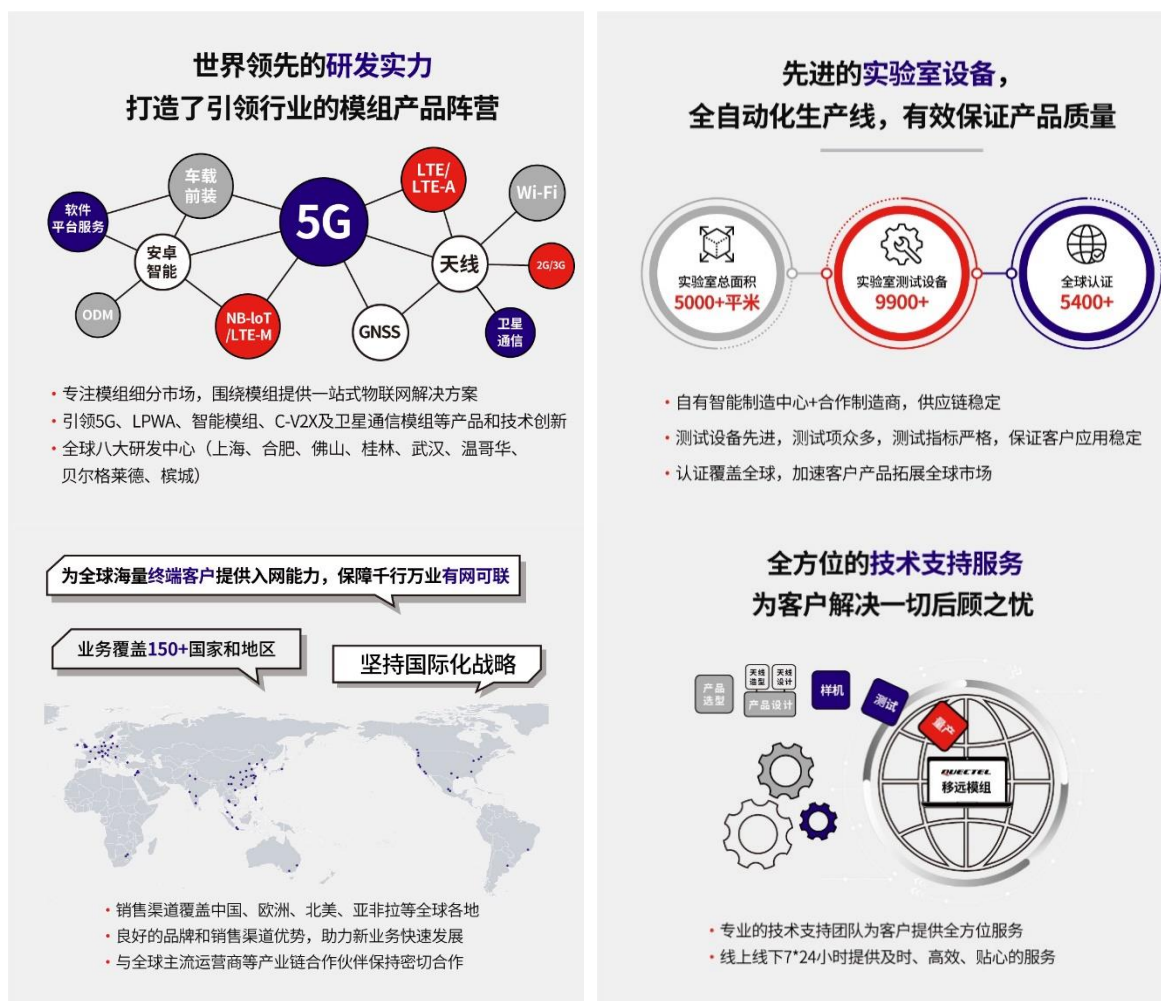 世界领先的研发实力
打造了引领行业的模组产品阵营
车载
前装
软件
平台服务
安卓
智能
ODM
NB-IoT
/LTE-M
5G
GNSS
LTE/
LTE-A
天线
Wi-Fi
2G/3G
卫星
通信
•专注模组细分市场，围绕模组提供一站式物联网解决方案
•引领5G、LPWA、智能模组、C-V2X及卫星通信模组等产品和技术创新
•全球八大研发中心（上海、合肥、佛山、桂林、武汉、温哥华、
贝尔格莱德、槟城）
先进的实验室设备，
全自动化生产线，有效保证产品质量
实验室总面积
5000+平米
实验室测试设备
9900+
全球认证
5400+
•自有智能制造中心+合作制造商，供应链稳定
•测试设备先进，测试项众多，测试指标严格，保证客户应用稳定
•认证覆盖全球，加速客户产品拓展全球市场
为全球海量终端客户提供入网能力，保障千行万业有网可联
业务覆盖150+国家和地区
坚持国际化战略
•销售渠道覆盖中国、欧洲、北美、亚非拉等全球各地
•良好的品牌和销售渠道优势，助力新业务快速发展
•与全球主流运营商等产业链合作伙伴保持密切合作
全方位的技术支持服务
为客户解决一切后顾之忧
产品
选型
天线
造型
天线
设计
产品设计
样机
测试
量产
QUECTEL
移远模组
•专业的技术支持团队为客户提供全方位服务
•线上线下7*24小时提供及时、高效、贴心的服务